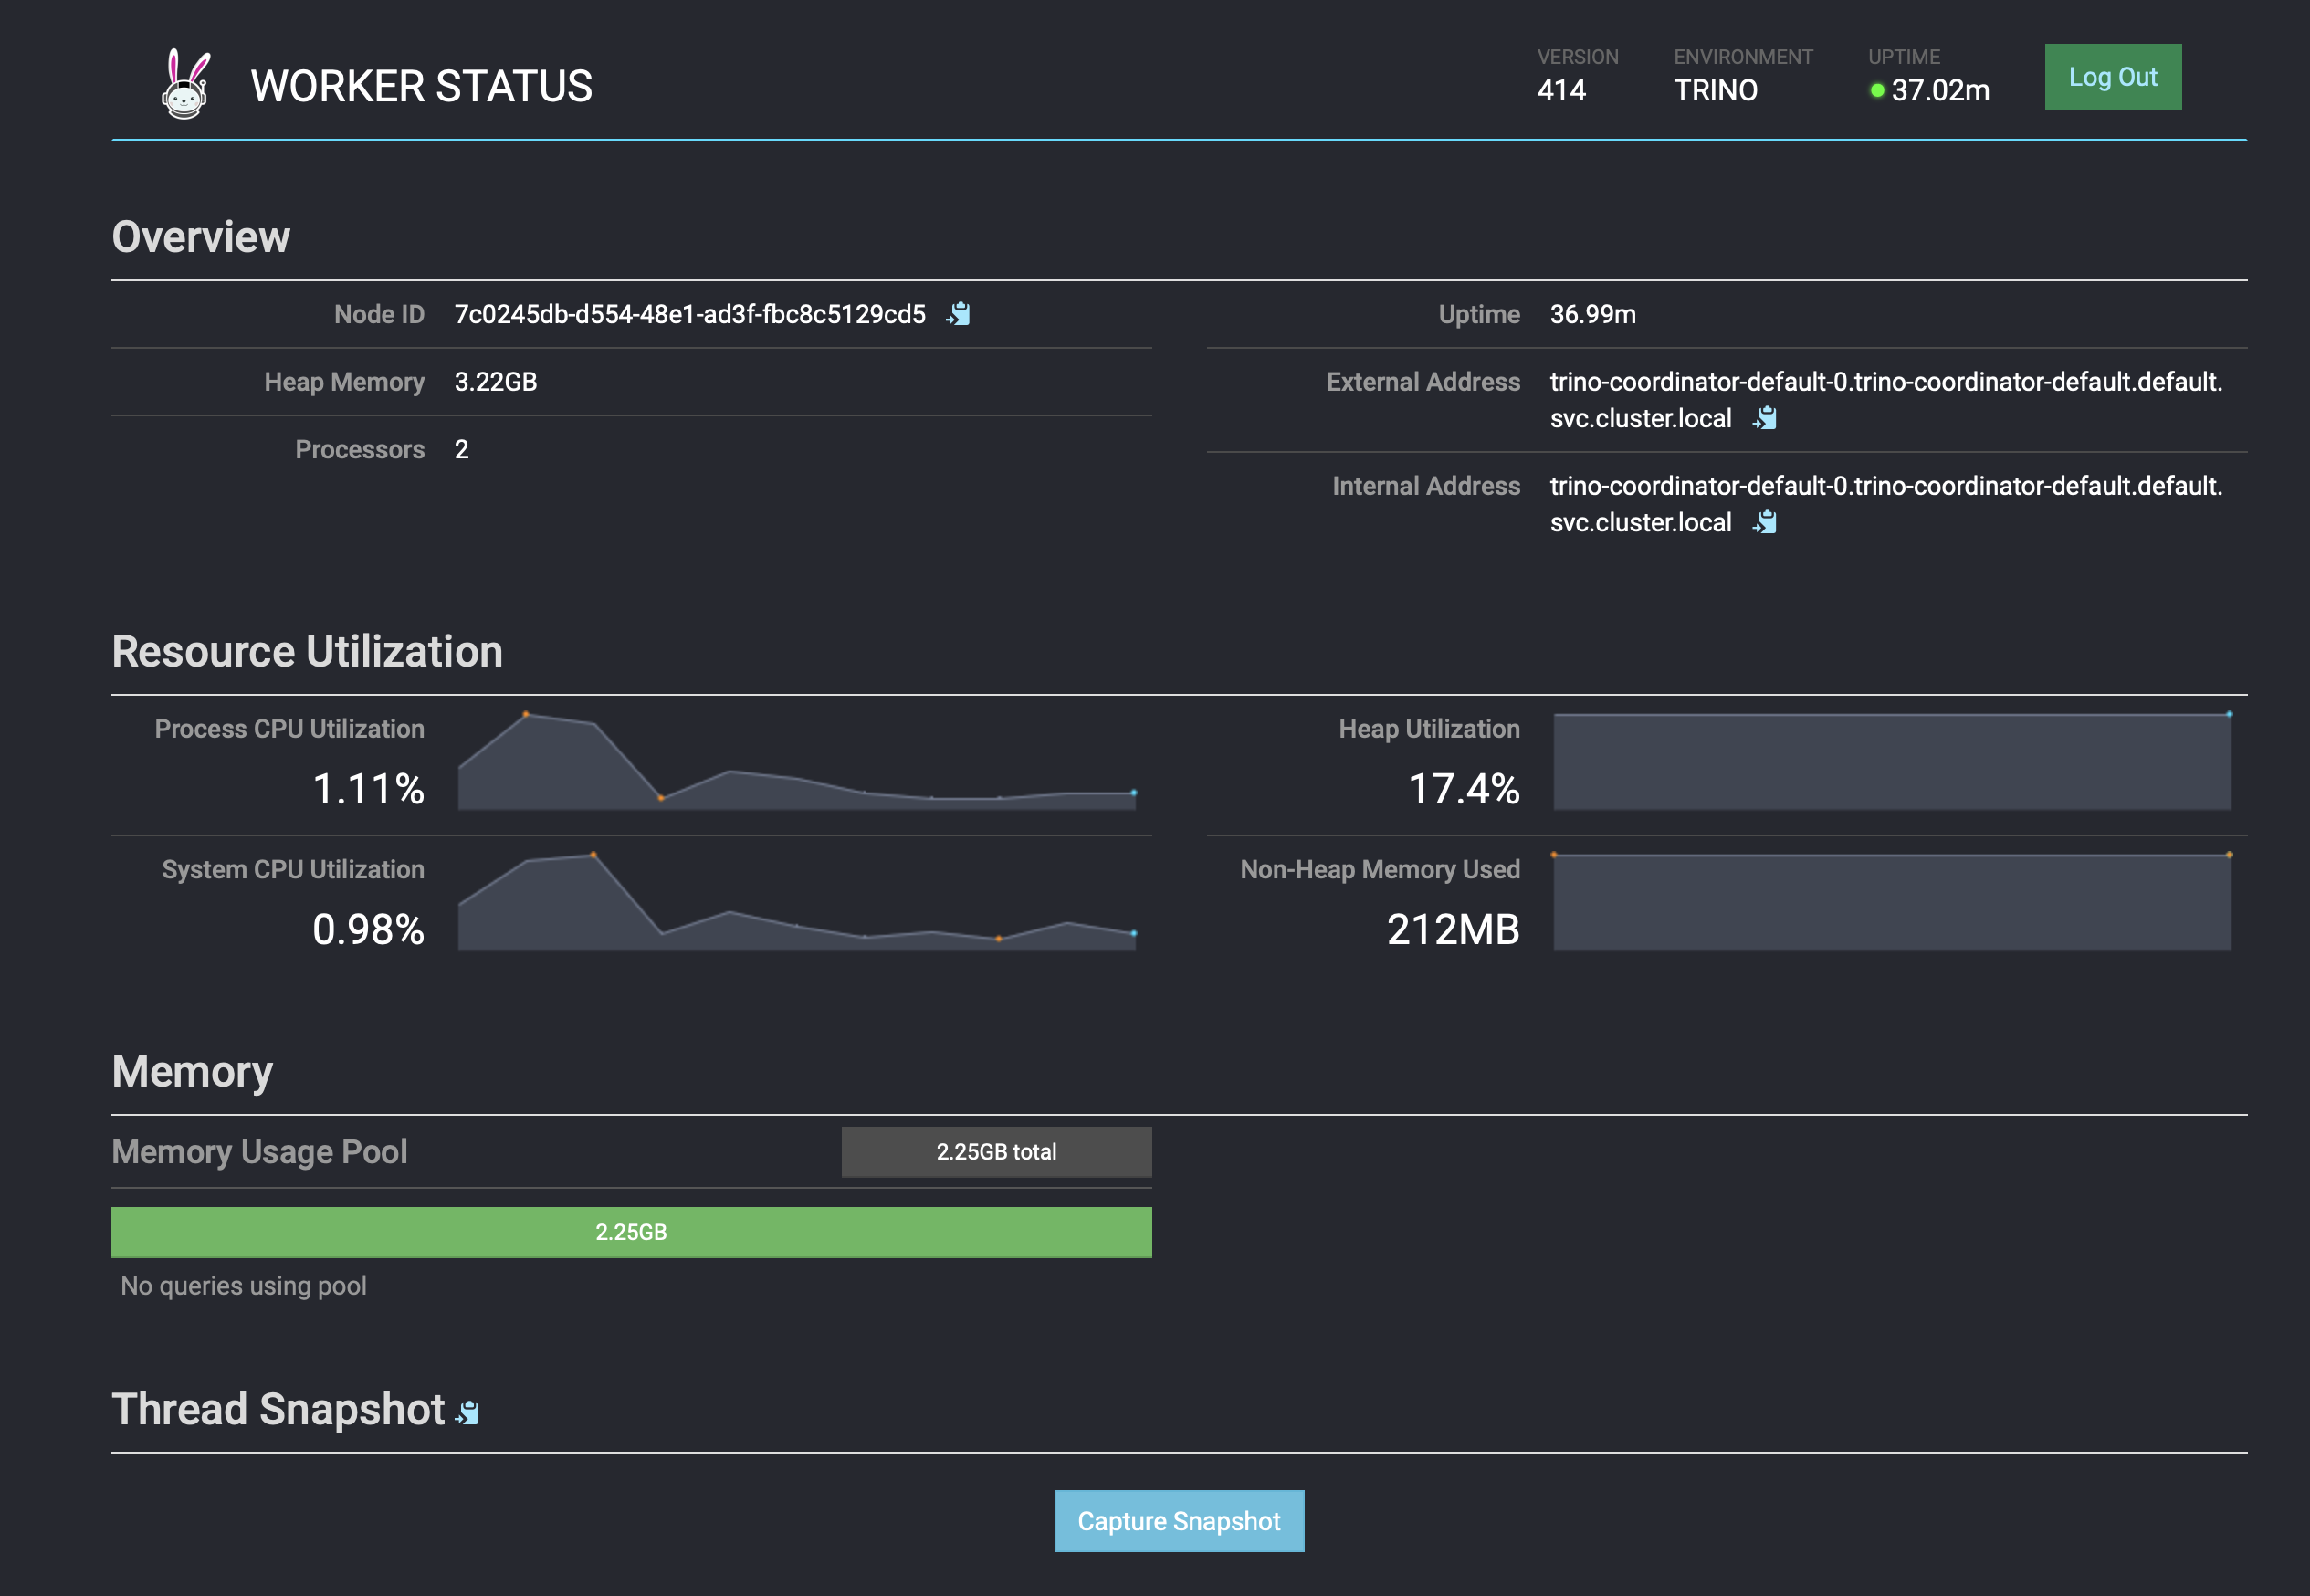 WORKER STATUS
VERSION
414
ENVIRONMENT
TRINO
UPTIME
37.02m
Log Out
Overview
Node ID 7c0245db-d554-48e1-ad3f-fbc8c5129cd5
Heap Memory 3.22GB
Processors 2
Uptime 36.99m
External Address trino-coordinator-default-0.trino-coordinator-default.default.
svc.cluster.local
Internal Address trino-coordinator-default-0.trino-coordinator-default.default.
svc.cluster.local
Resource Utilization
Process CPU Utilization
1.11%
System CPU Utilization
0.98%
Heap Utilization
17.4%
Non-Heap Memory Used
212MB
Memory
Memory Usage Pool 2.25GB total
2.25GB
No queries using pool
Thread Snapshot
Capture Snapshot